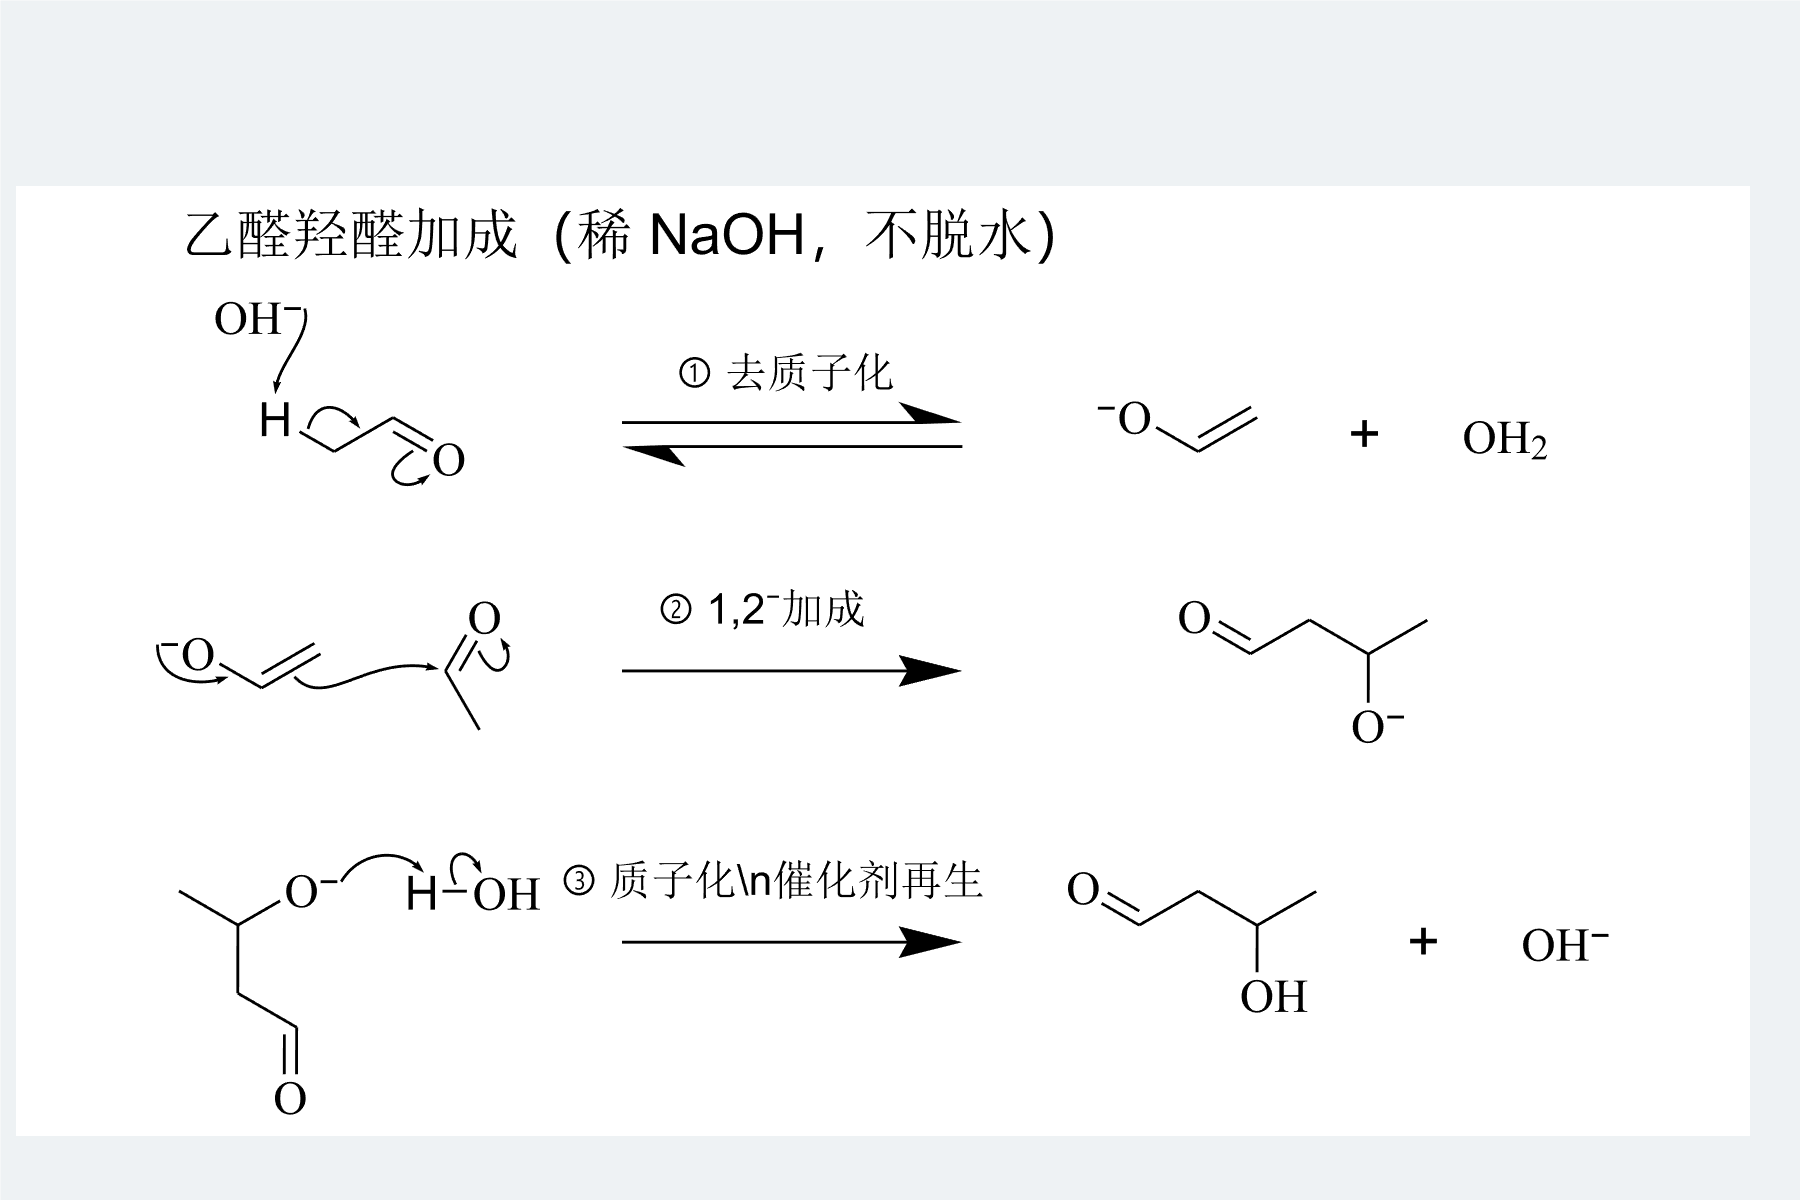 乙醛羟醛加成（稀 NaOH，不脱水）
OH⁻
① 去质子化
H
O
⁻O
+
OH₂
② 1,2⁻加成
⁻O
O
O
O⁻
③ 质子化\n催化剂再生
O⁻
H
OH
O
O
OH
+
OH⁻